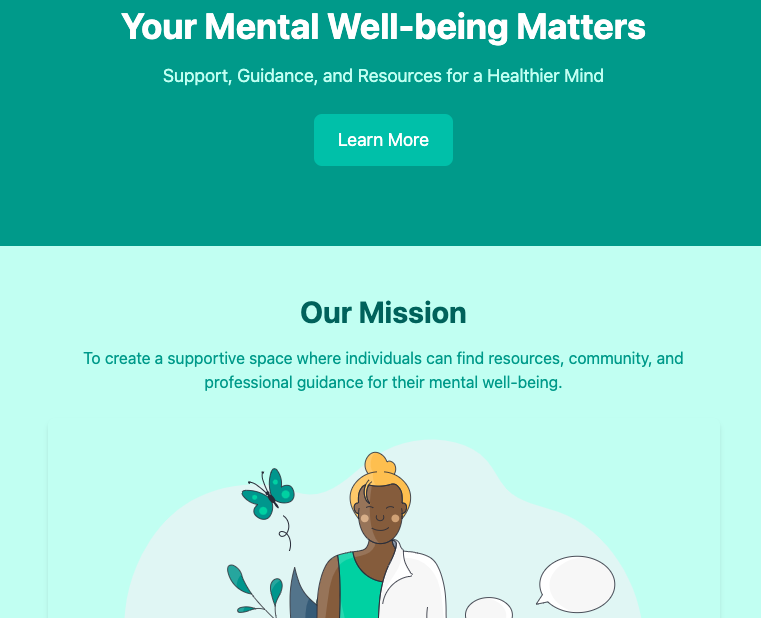 Your Mental Well-being Matters
Support, Guidance, and Resources for a Healthier Mind
Learn More
Our Mission
To create a supportive space where individuals can find resources, community, and
professional guidance for their mental well-being.